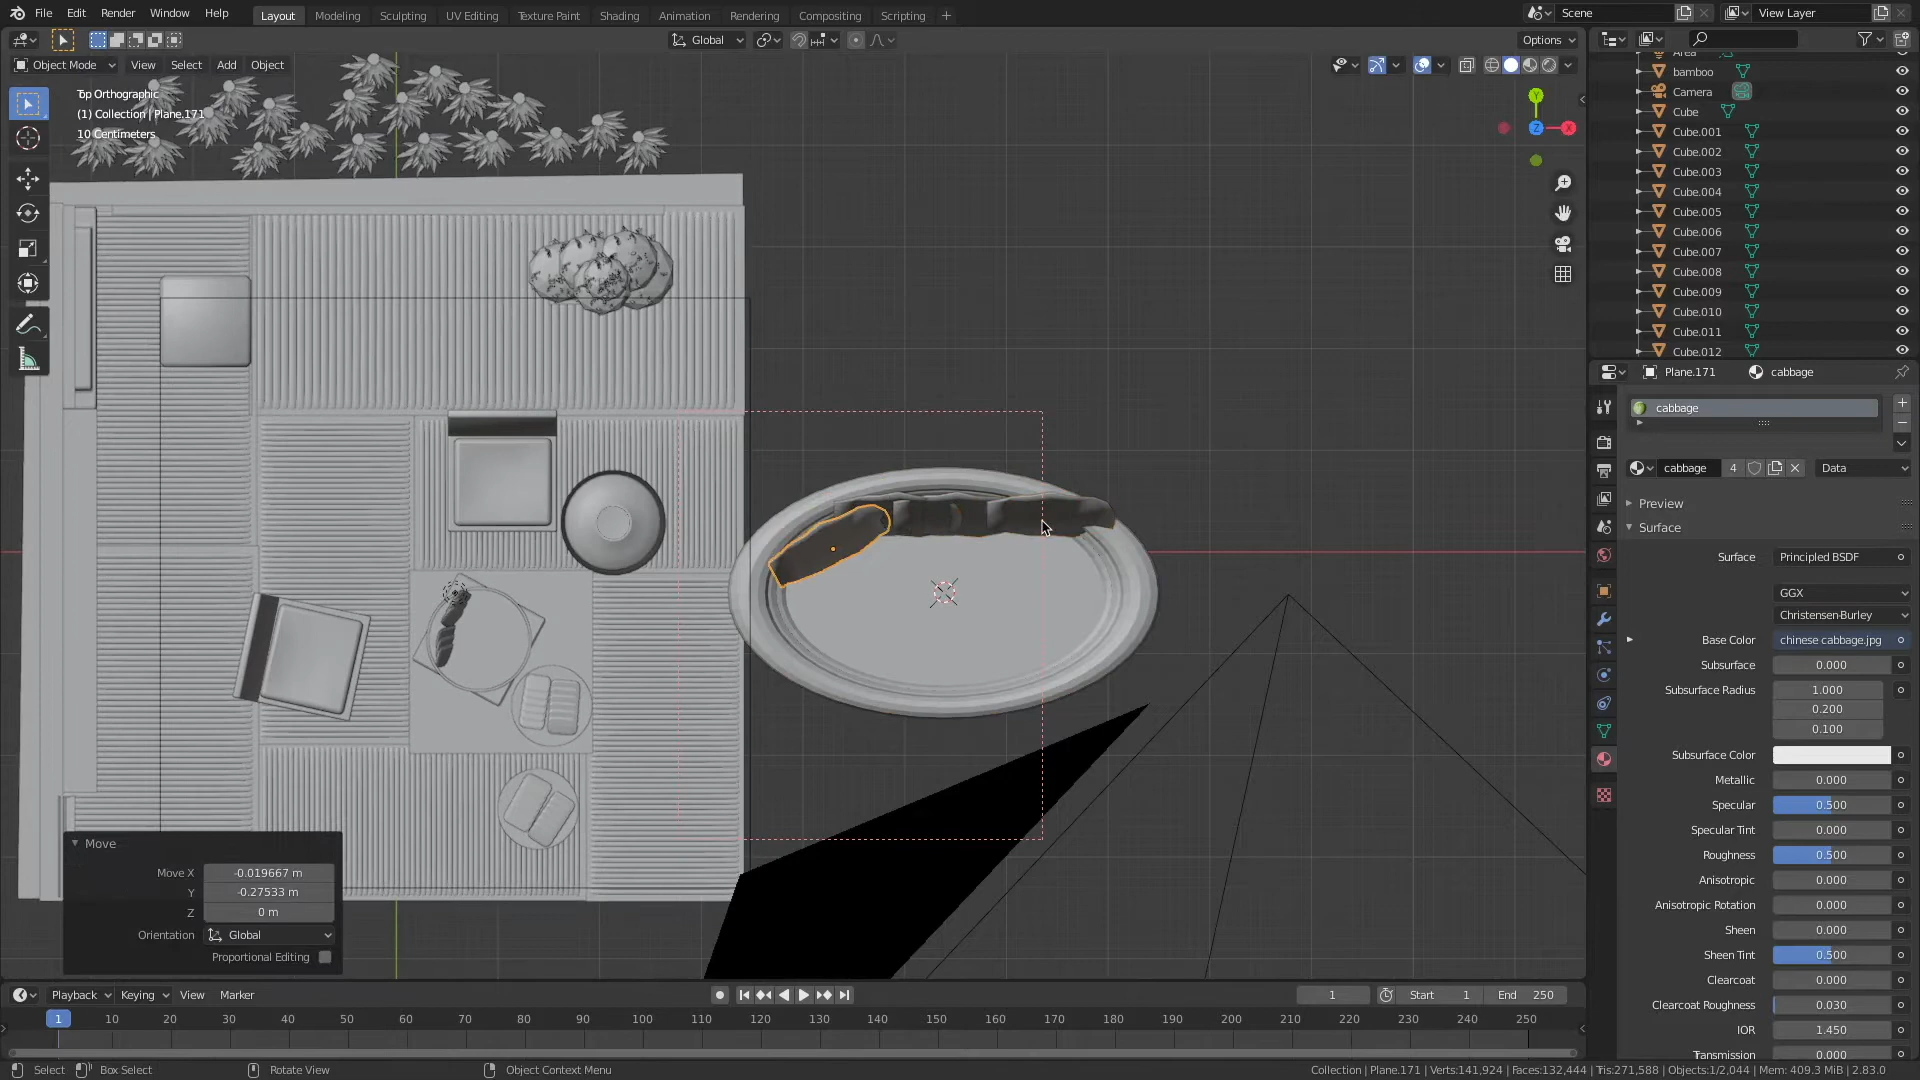 File Edit Render Window Help Layout Modeling Sculpting UV Editing Texture Paint Shading Animation Rendering Compositing Scripting + Scene View Layer
Global Options
Object Mode View Select Add Object
Top Orthographic
(1) Collection | Plane.171
10 Centimeters
Y
X
Z
Area
bamboo
Camera
Cube
Cube.001
Cube.002
Cube.003
Cube.004
Cube.005
Cube.006
Cube.007
Cube.008
Cube.009
Cube.010
Cube.011
Cube.012
Plane.171 cabbage
cabbage
cabbage 4 Data
Preview
Surface
Surface Principled BSDF
GGX
Christensen-Burley
Base Color chinese cabbage.jpg
Subsurface 0.000
Subsurface Radius 1.000
0.200
0.100
Subsurface Color
Metallic 0.000
Specular 0.500
Specular Tint 0.000
Roughness 0.500
Anisotropic 0.000
Anisotropic Rotation 0.000
Sheen 0.000
Sheen Tint 0.500
Clearcoat 0.000
Clearcoat Roughness 0.030
IOR 1.450
Transmission 0.000
Move
Move X -0.019667 m
Y -0.27533 m
Z 0 m
Orientation Global
Proportional Editing
Playback Keying View Marker 1 Start 1 End 250
1 10 20 30 40 50 60 70 80 90 100 110 120 130 140 150 160 170 180 190 200 210 220 230 240 250
Select Box Select Rotate View Object Context Menu Collection | Plane.171 | Verts:141,924 | Faces:132,444 | Tris:271,588 | Objects:1/2,044 | Mem: 409.3 MiB | 2.83.0